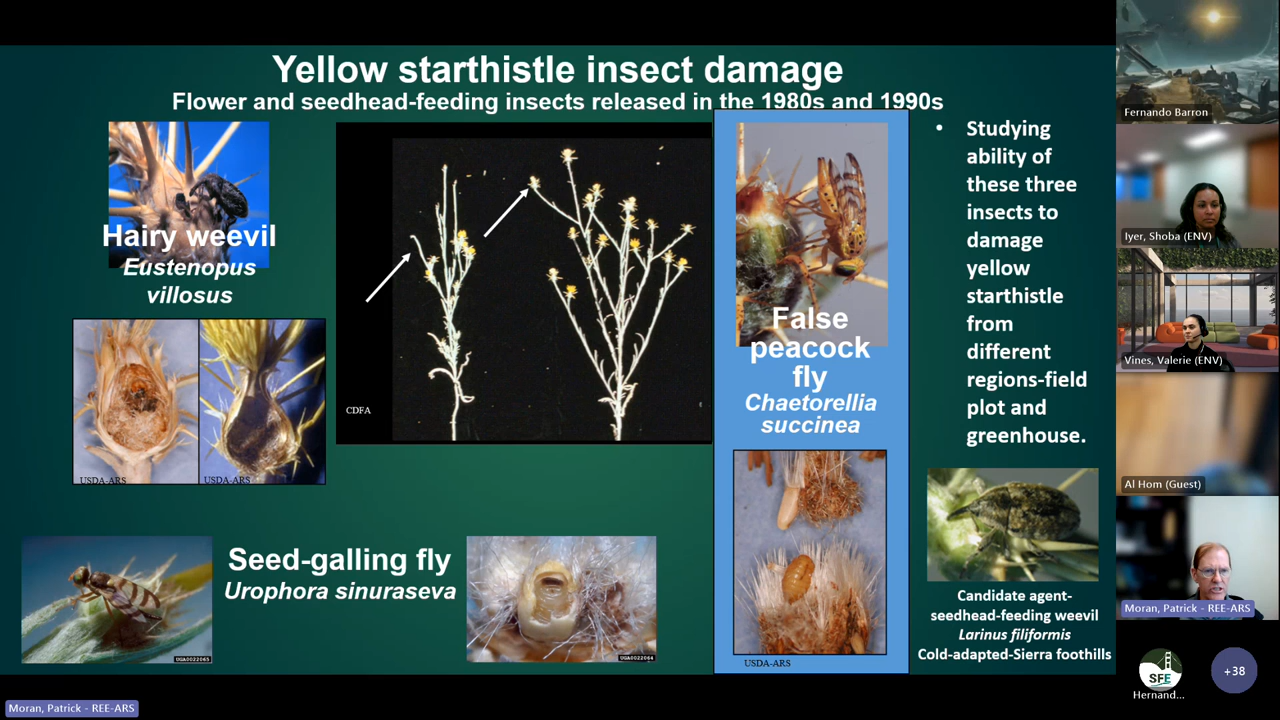 Yellow starthistle insect damage
Flower and seedhead-feeding insects released in the 1980s and 1990s
Hairy weevil
Eustenopus
villosus
USDA-ARS
USDA-ARS
CDFA
False
peacock
fly
Chaetorellia
succinea
USDA-ARS
Seed-galling fly
Urophora sinuraseva
UGA0022065
UGA0022064
• Studying
ability of
these three
insects to
damage
yellow
starthistle
from
different
regions-field
plot and
greenhouse.
Candidate agent-
seedhead-feeding weevil
Larinus filiformis
Cold-adapted-Sierra foothills
Fernando Barron
Iyer, Shoba (ENV)
Vines, Valerie (ENV)
Al Hom (Guest)
Moran, Patrick - REE-ARS
SFE
Hernand...
+38
Moran, Patrick - REE-ARS